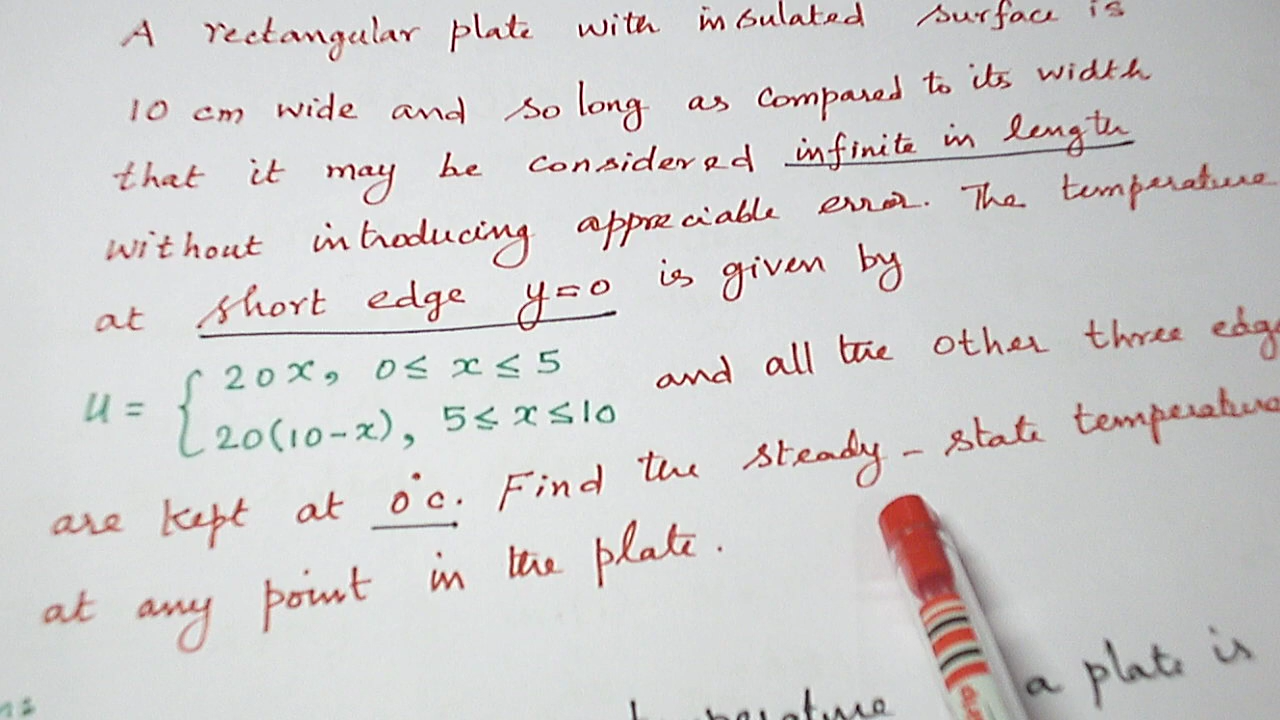 A rectangular plate with insulated surface is
10 cm wide and so long as compared to its width
that it may be considered infinite in length
without introducing appreciable error. The temperature
at short edge y=0 is given by
u = { 20x, 0 ≤ x ≤ 5
20(10-x), 5 ≤ x ≤ 10
and all the other three edge
are kept at 0°c. Find the steady - state temperature
at any point in the plate.
a plate is